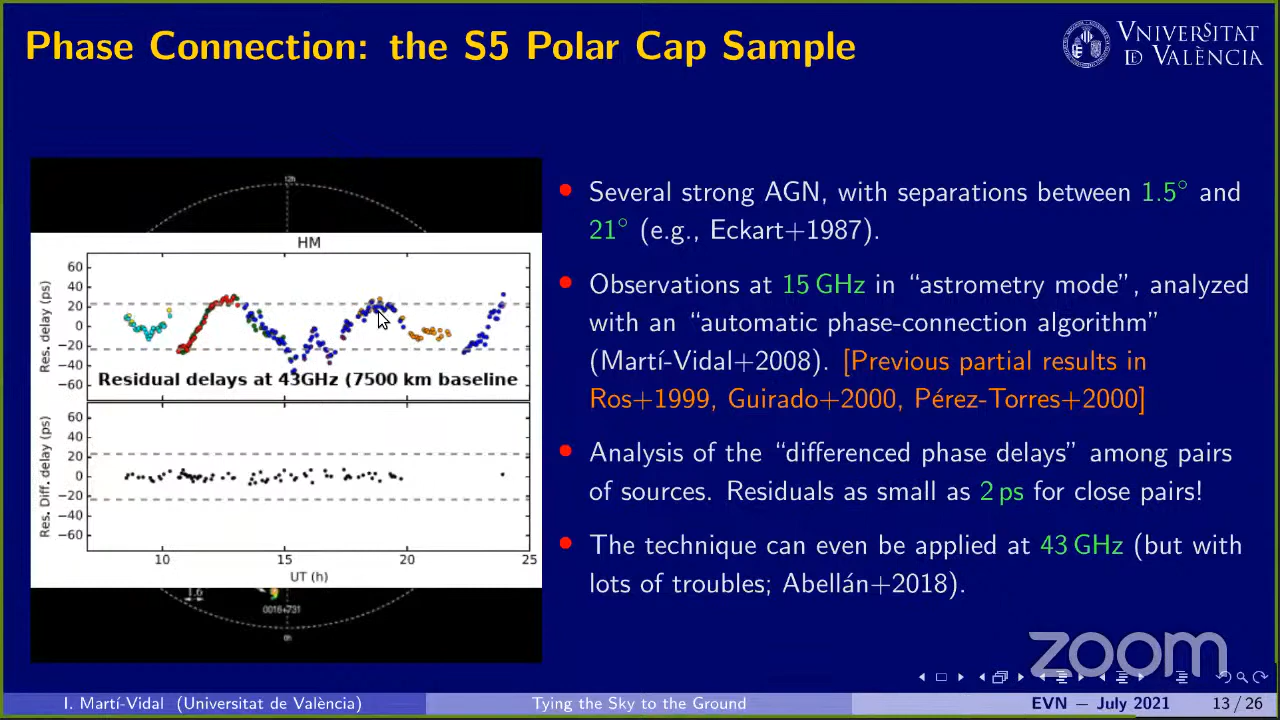 Phase Connection: the S5 Polar Cap Sample
VNIVERSITAT
DE VALÈNCIA
12h
HM
Res. delay (ps)
60
40
20
0
−20
−40
−60
Residual delays at 43GHz (7500 km baseline
Res. Diff. delay (ps)
60
40
20
0
−20
−40
−60
10
15
20
25
UT (h)
1.6
0016+731
0h
• Several strong AGN, with separations between 1.5° and
21° (e.g., Eckart+1987).
• Observations at 15 GHz in “astrometry mode”, analyzed
with an “automatic phase-connection algorithm”
(Martí-Vidal+2008). [Previous partial results in
Ros+1999, Guirado+2000, Pérez-Torres+2000]
• Analysis of the “differenced phase delays” among pairs
of sources. Residuals as small as 2 ps for close pairs!
• The technique can even be applied at 43 GHz (but with
lots of troubles; Abellán+2018).
zoom
I. Martí-Vidal (Universitat de València)
Tying the Sky to the Ground
EVN — July 2021
13 / 26